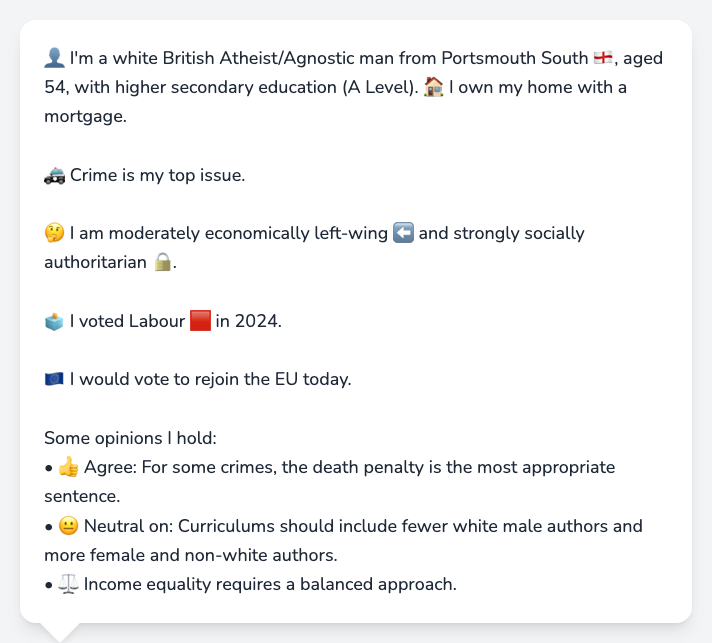 👤 I'm a white British Atheist/Agnostic man from Portsmouth South 🏴󠁧󠁢󠁥󠁮󠁧󠁿, aged
54, with higher secondary education (A Level). 🏠 I own my home with a
mortgage.
🚓 Crime is my top issue.
🤔 I am moderately economically left-wing ⬅️ and strongly socially
authoritarian 🔒.
🗳️ I voted Labour 🟥 in 2024.
🇪🇺 I would vote to rejoin the EU today.
Some opinions I hold:
• 👍 Agree: For some crimes, the death penalty is the most appropriate
sentence.
• 😐 Neutral on: Curriculums should include fewer white male authors and
more female and non-white authors.
• ⚖️ Income equality requires a balanced approach.